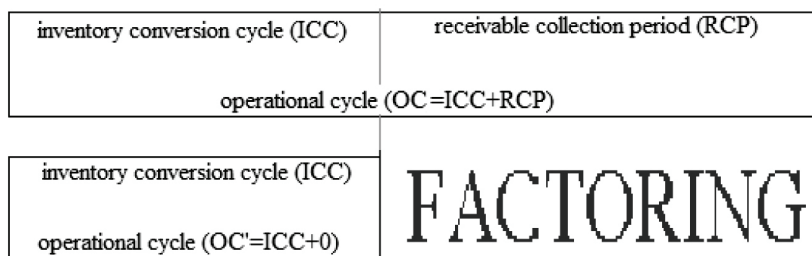 inventory conversion cycle (ICC) receivable collection period (RCP)
operational cycle (OC=ICC+RCP)
inventory conversion cycle (ICC)
FACTORING
operational cycle (OC'=ICC+0)